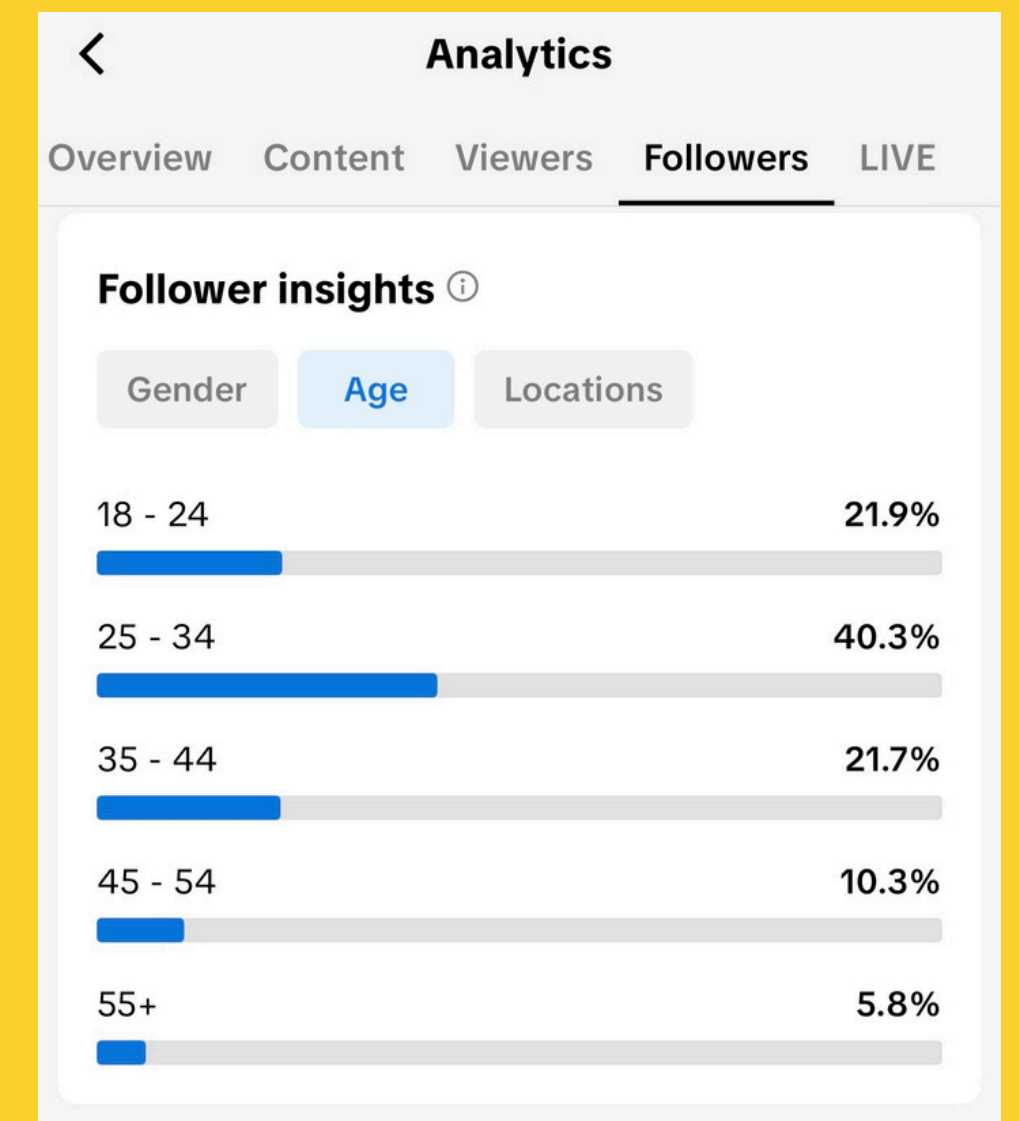 Analytics
Overview Content Viewers Followers LIVE
Follower insights
Gender Age Locations
18 - 24 21.9%
25 - 34 40.3%
35 - 44 21.7%
45 - 54 10.3%
55+ 5.8%